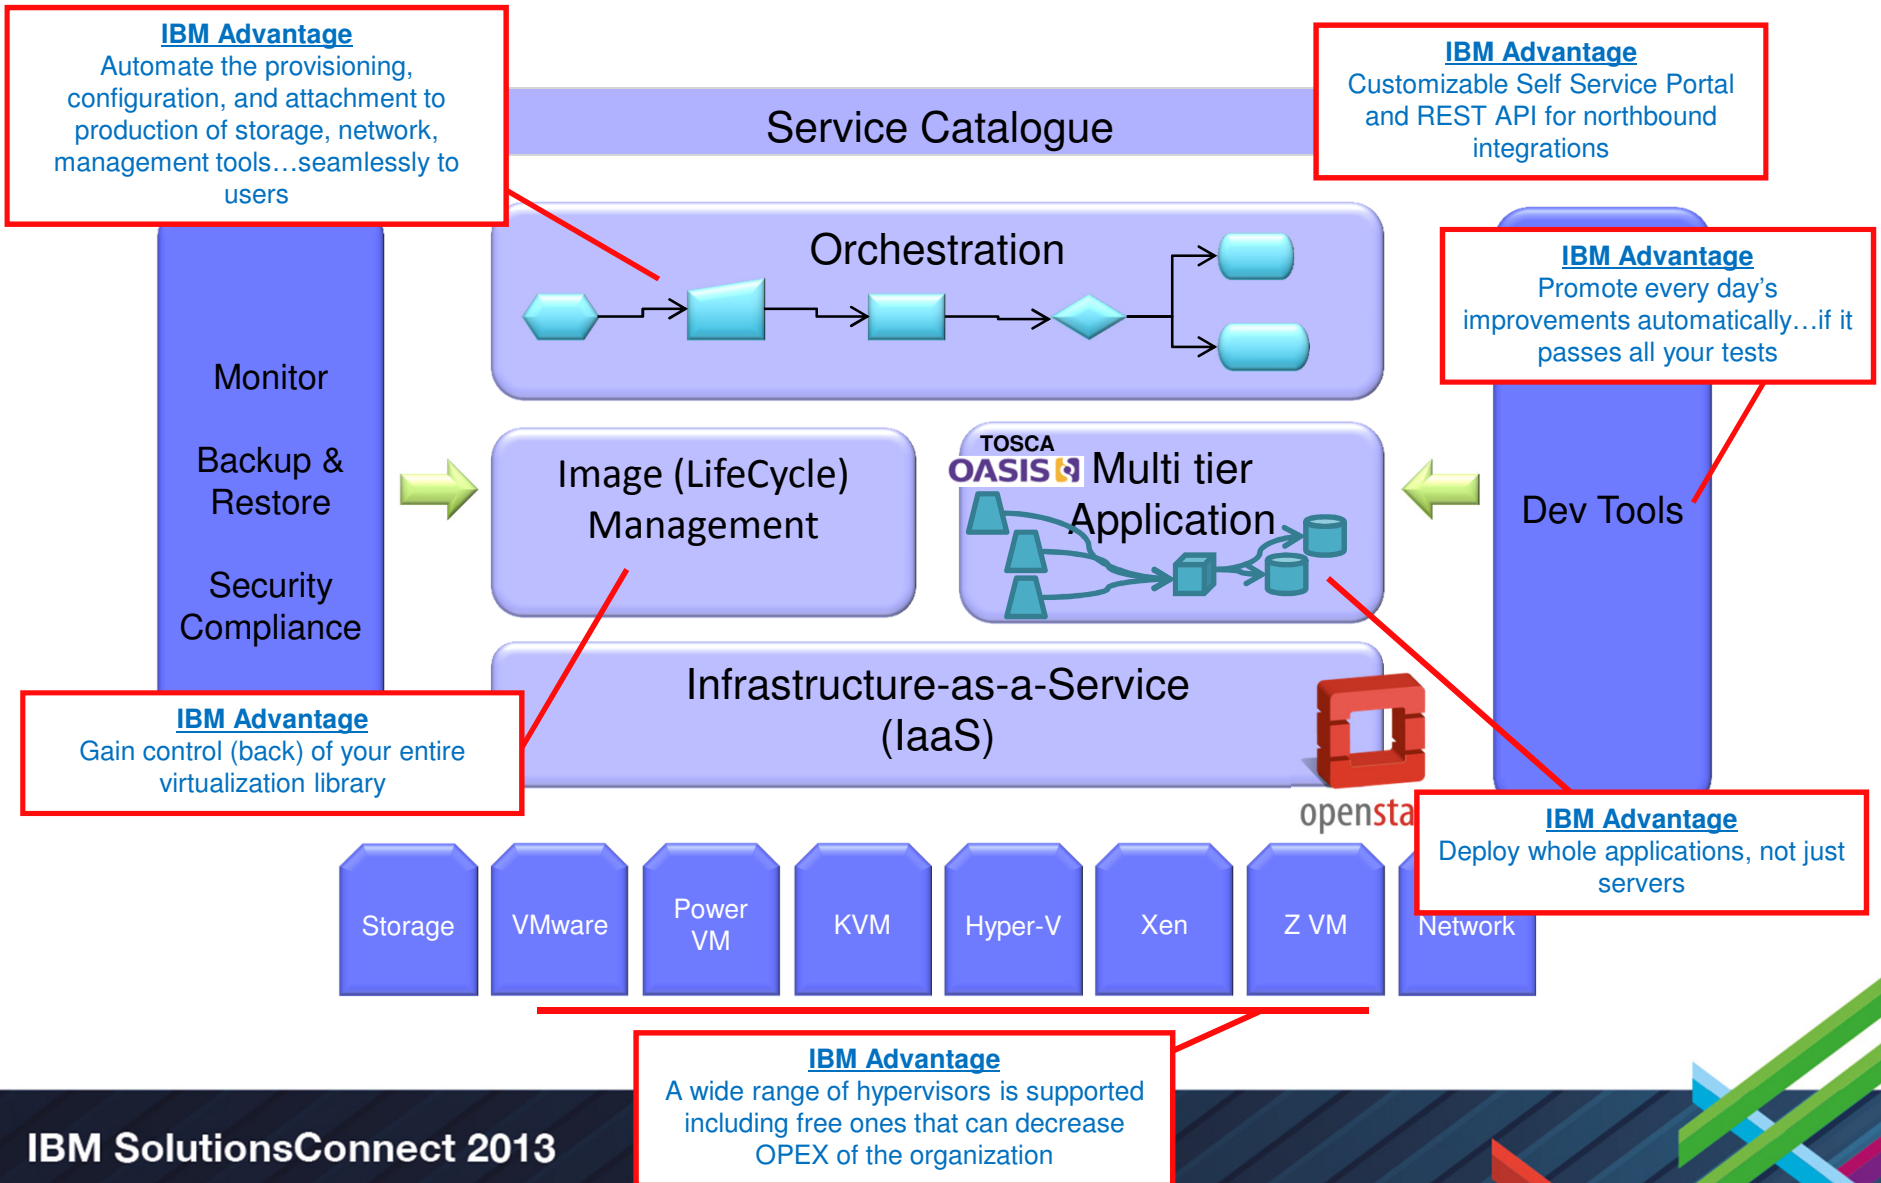 IBM Advantage
Automate the provisioning,
configuration, and attachment to
production of storage, network,
management tools…seamlessly to
users
Service Catalogue
IBM Advantage
Customizable Self Service Portal
and REST API for northbound
integrations
Orchestration
IBM Advantage
Promote every day’s
improvements automatically…if it
passes all your tests
Monitor
Backup &
Restore
Security
Compliance
Image (LifeCycle)
Management
TOSCA
OASIS
Multi tier
Application
Dev Tools
Infrastructure-as-a-Service
(IaaS)
IBM Advantage
Gain control (back) of your entire
virtualization library
opensta
IBM Advantage
Deploy whole applications, not just
servers
Storage
VMware
Power
VM
KVM
Hyper-V
Xen
Z VM
Network
IBM Advantage
A wide range of hypervisors is supported
including free ones that can decrease
OPEX of the organization
IBM SolutionsConnect 2013